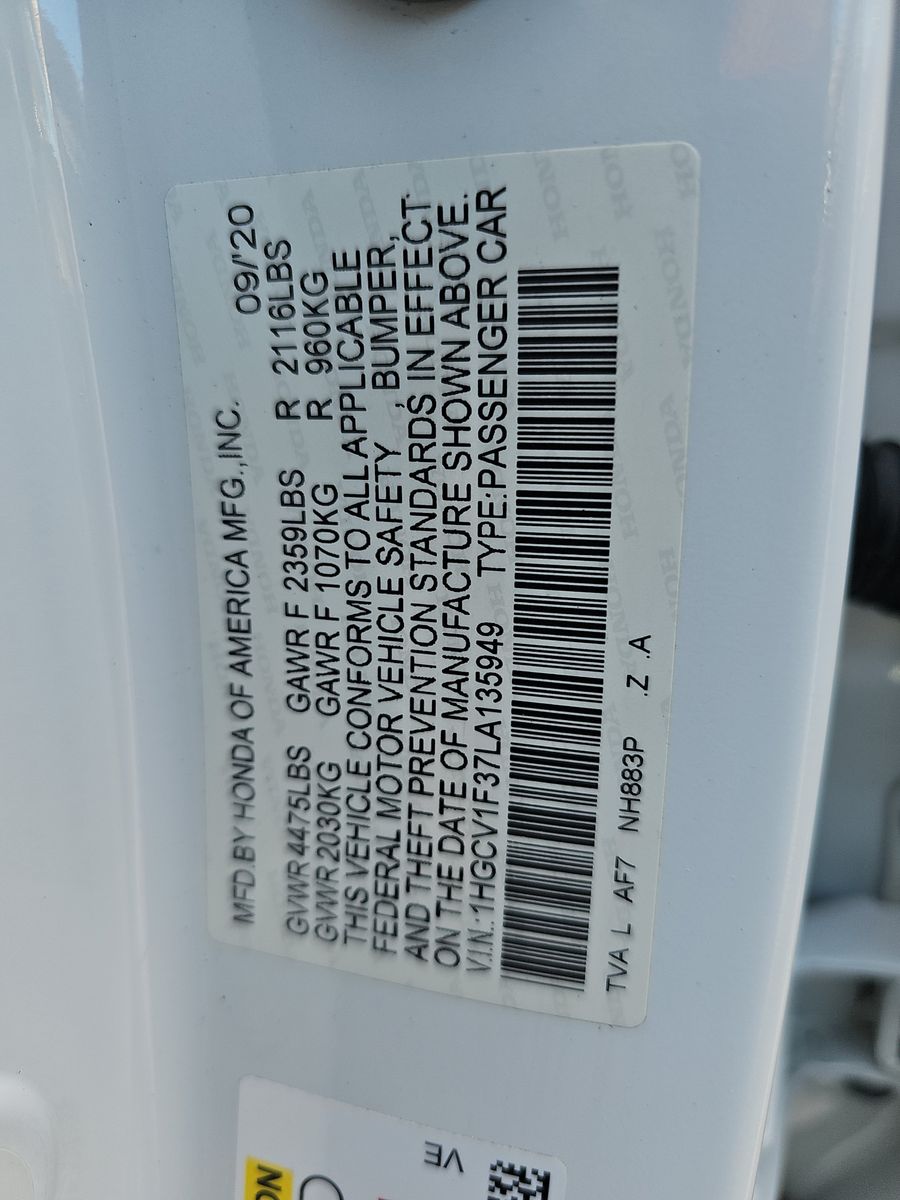 MFD.BY HONDA OF AMERICA MFG.,INC. 09/'20
GVWR 4475LBS GAWR F 2359LBS R 2116LBS
GVWR 2030KG GAWR F 1070KG R 960KG
THIS VEHICLE CONFORMS TO ALL APPLICABLE
FEDERAL MOTOR VEHICLE SAFETY , BUMPER,
AND THEFT PREVENTION STANDARDS IN EFFECT
ON THE DATE OF MANUFACTURE SHOWN ABOVE.
V.I.N.:1HGCV1F37LA135949 TYPE:PASSENGER CAR
TVA L AF7 NH883P .Z .A
VE